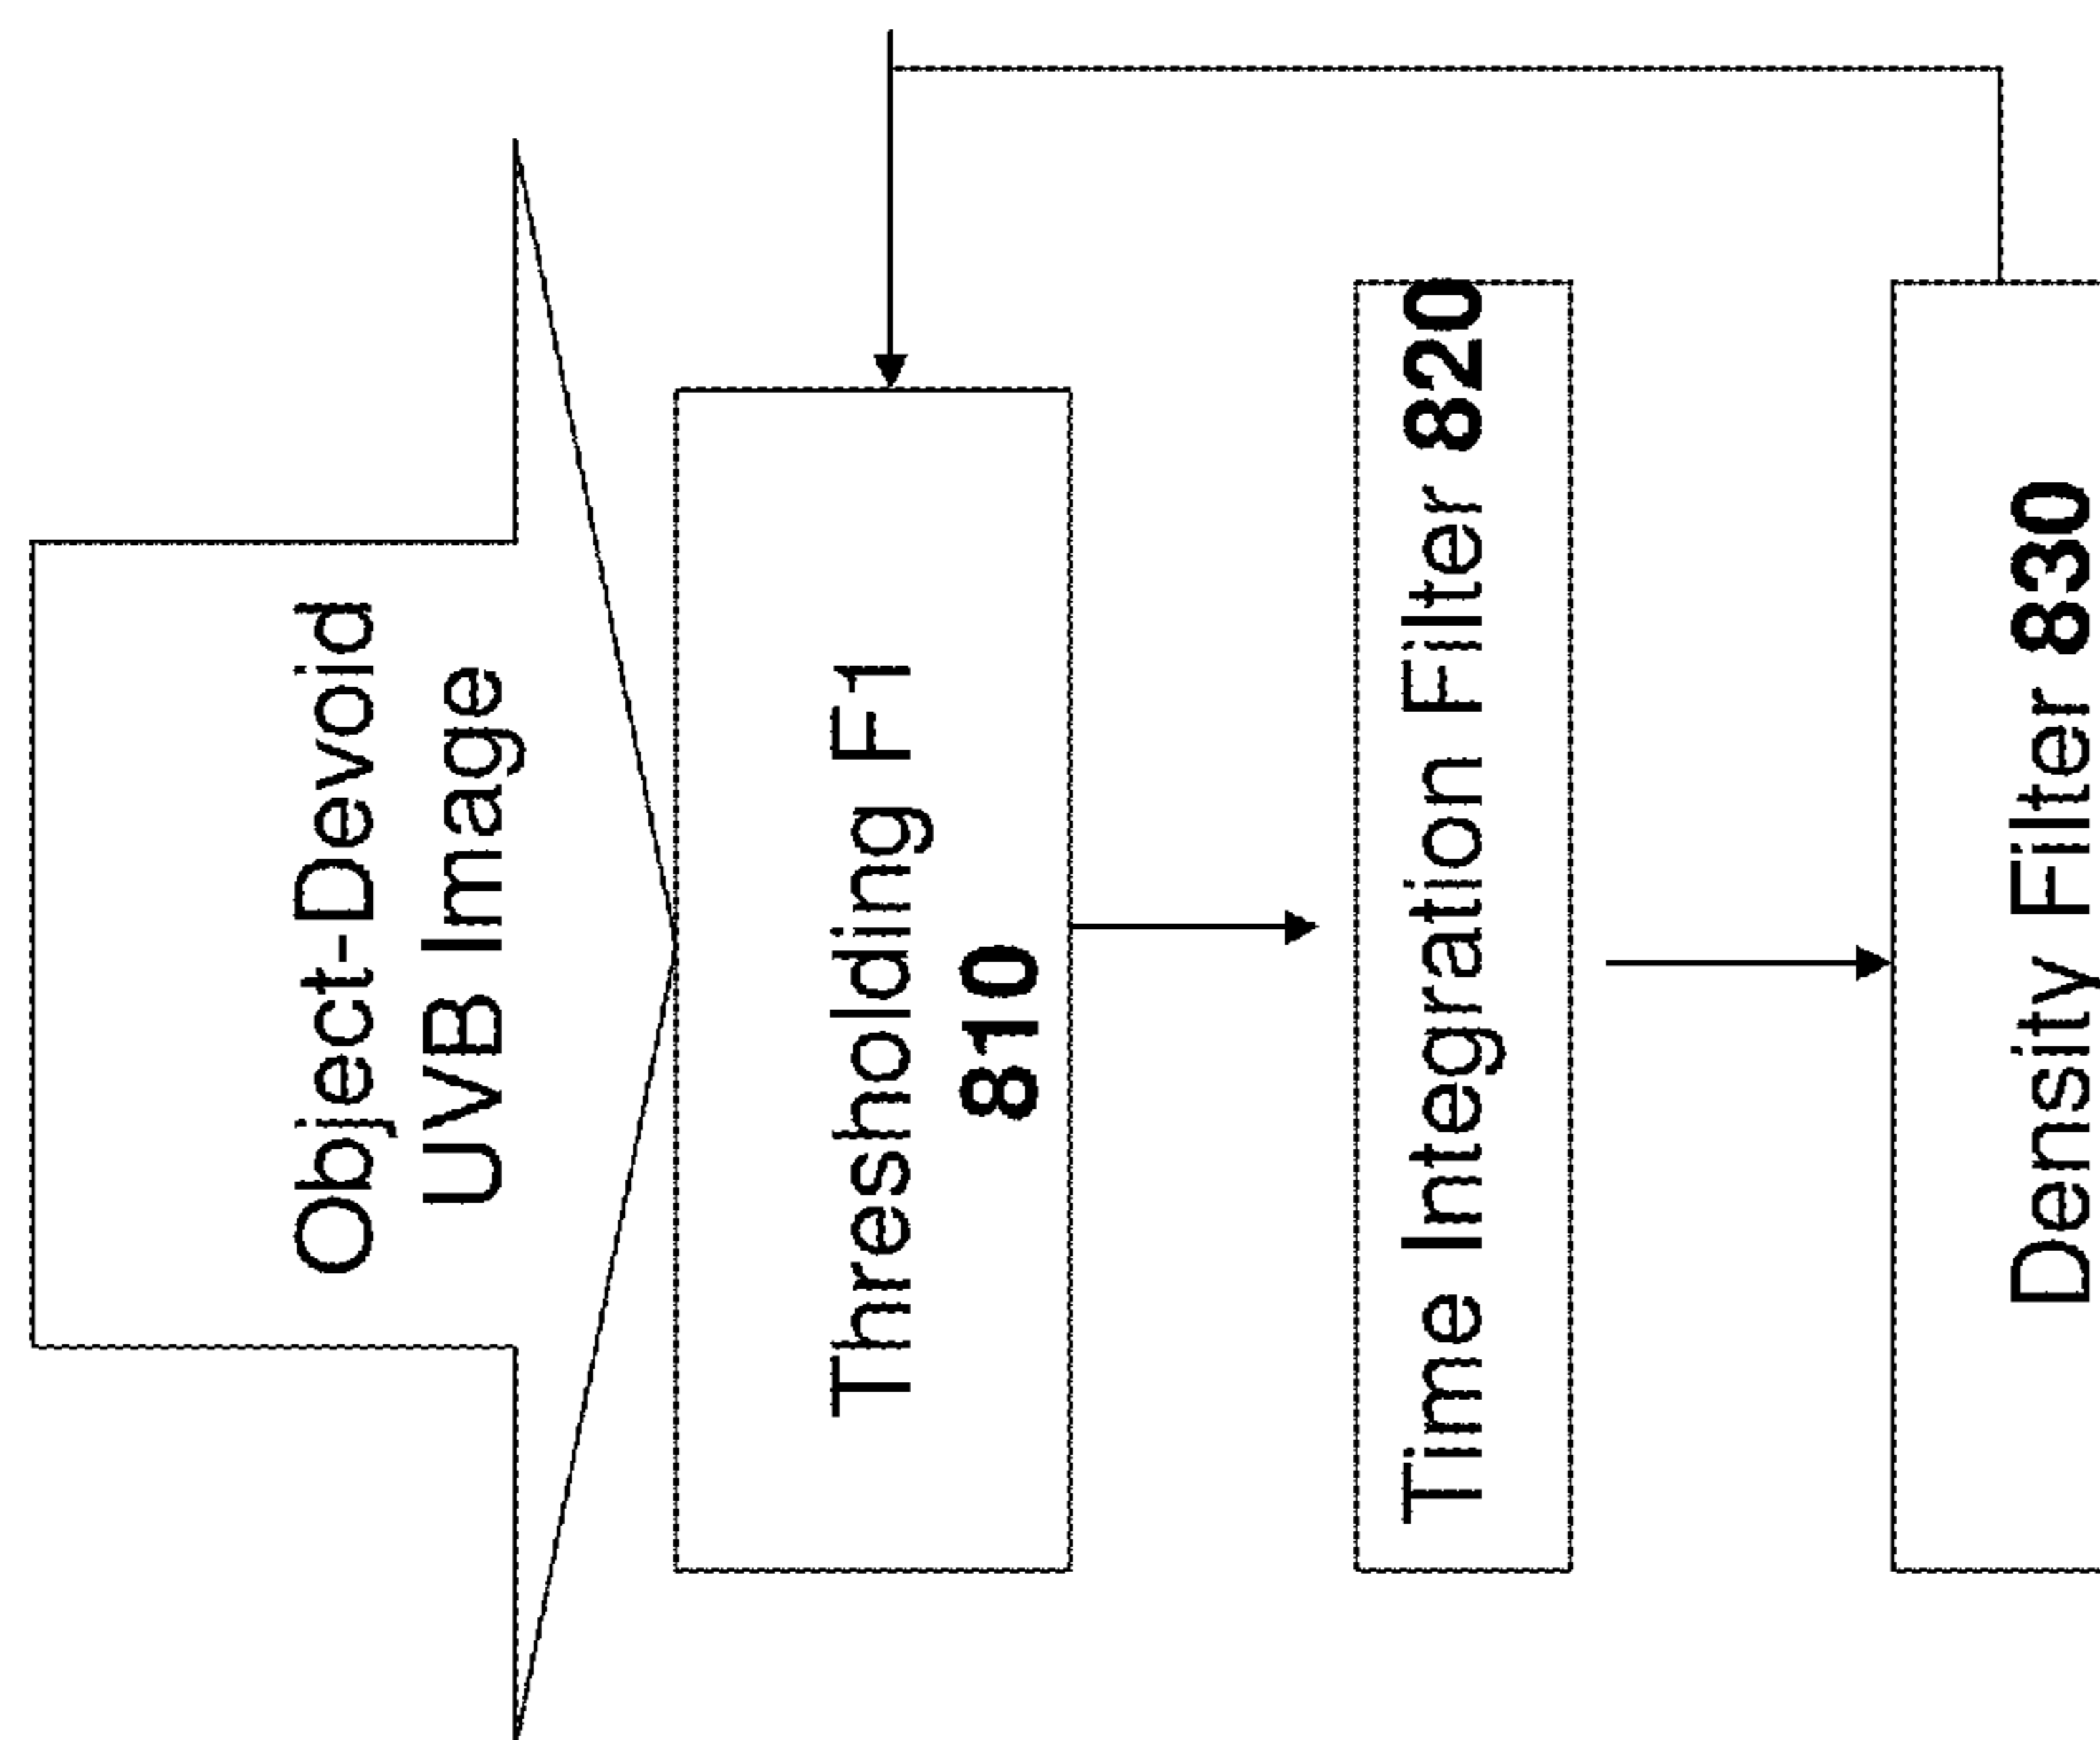 Object-Devoid
UVB Image
Thresholding F1
810
Time Integration Filter 820
Density Filter 830